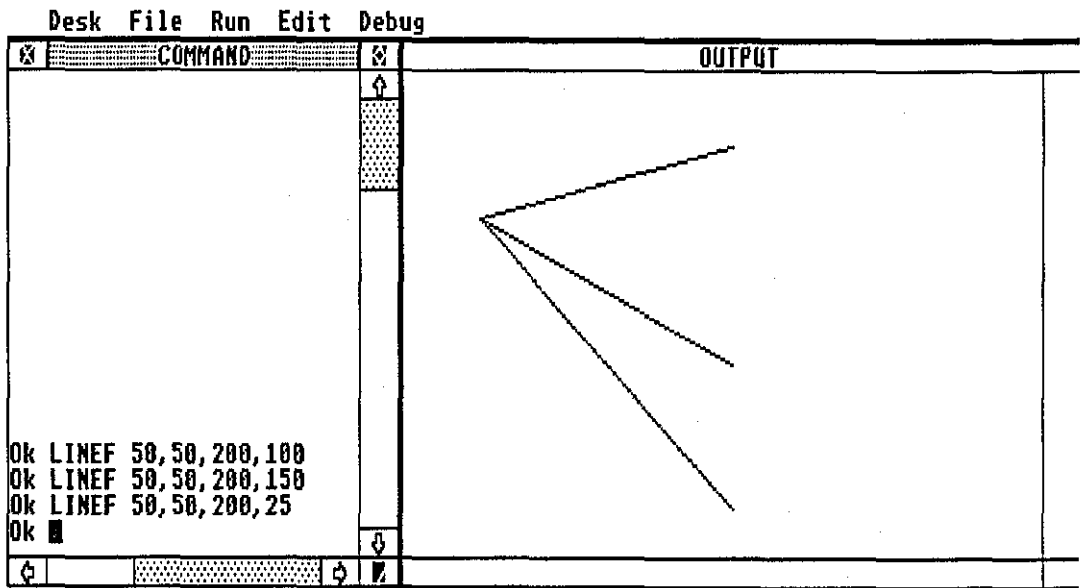 Desk File Run Edit Debug
COMMAND
OUTPUT
Ok LINEF 50,50,200,100
Ok LINEF 50,50,200,150
Ok LINEF 50,50,200,25
Ok